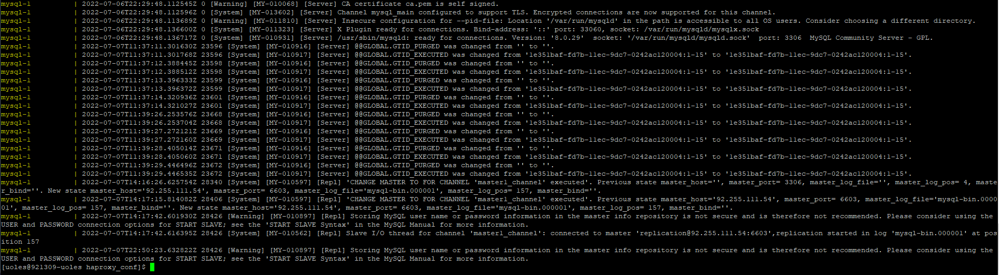 mysql-1          | 2022-07-06T22:29:48.112545Z 0 [Warning] [MY-010068] [Server] CA certificate ca.pem is self signed.
mysql-1          | 2022-07-06T22:29:48.112596Z 0 [System] [MY-013602] [Server] Channel mysql_main configured to support TLS. Encrypted connections are now supported for this channel.
mysql-1          | 2022-07-06T22:29:48.113689Z 0 [Warning] [MY-011810] [Server] Insecure configuration for --pid-file: Location '/var/run/mysqld' in the path is accessible to all OS users. Consider choosing a different directory.
mysql-1          | 2022-07-06T22:29:48.136600Z 0 [System] [MY-011323] [Server] X Plugin ready for connections. Bind-address: '::' port: 33060, socket: /var/run/mysqld/mysqlx.sock
mysql-1          | 2022-07-06T22:29:48.136717Z 0 [System] [MY-010931] [Server] /usr/sbin/mysqld: ready for connections. Version: '8.0.29'  socket: '/var/run/mysqld/mysqld.sock'  port: 3306  MySQL Community Server - GPL.
mysql-1          | 2022-07-07T11:37:11.301630Z 23596 [System] [MY-010916] [Server] @@GLOBAL.GTID_PURGED was changed from '' to ''.
mysql-1          | 2022-07-07T11:37:11.301768Z 23596 [System] [MY-010917] [Server] @@GLOBAL.GTID_EXECUTED was changed from '1e351baf-fd7b-11ec-9dc7-0242ac120004:1-15' to '1e351baf-fd7b-11ec-9dc7-0242ac120004:1-15'.
mysql-1          | 2022-07-07T11:37:12.388445Z 23598 [System] [MY-010916] [Server] @@GLOBAL.GTID_PURGED was changed from '' to ''.
mysql-1          | 2022-07-07T11:37:12.388512Z 23598 [System] [MY-010917] [Server] @@GLOBAL.GTID_EXECUTED was changed from '1e351baf-fd7b-11ec-9dc7-0242ac120004:1-15' to '1e351baf-fd7b-11ec-9dc7-0242ac120004:1-15'.
mysql-1          | 2022-07-07T11:37:13.396333Z 23599 [System] [MY-010916] [Server] @@GLOBAL.GTID_PURGED was changed from '' to ''.
mysql-1          | 2022-07-07T11:37:13.396372Z 23599 [System] [MY-010917] [Server] @@GLOBAL.GTID_EXECUTED was changed from '1e351baf-fd7b-11ec-9dc7-0242ac120004:1-15' to '1e351baf-fd7b-11ec-9dc7-0242ac120004:1-15'.
mysql-1          | 2022-07-07T11:37:14.320936Z 23601 [System] [MY-010916] [Server] @@GLOBAL.GTID_PURGED was changed from '' to ''.
mysql-1          | 2022-07-07T11:37:14.321027Z 23601 [System] [MY-010917] [Server] @@GLOBAL.GTID_EXECUTED was changed from '1e351baf-fd7b-11ec-9dc7-0242ac120004:1-15' to '1e351baf-fd7b-11ec-9dc7-0242ac120004:1-15'.
mysql-1          | 2022-07-07T11:39:26.253576Z 23668 [System] [MY-010916] [Server] @@GLOBAL.GTID_PURGED was changed from '' to ''.
mysql-1          | 2022-07-07T11:39:26.253704Z 23668 [System] [MY-010917] [Server] @@GLOBAL.GTID_EXECUTED was changed from '1e351baf-fd7b-11ec-9dc7-0242ac120004:1-15' to '1e351baf-fd7b-11ec-9dc7-0242ac120004:1-15'.
mysql-1          | 2022-07-07T11:39:27.272121Z 23669 [System] [MY-010916] [Server] @@GLOBAL.GTID_PURGED was changed from '' to ''.
mysql-1          | 2022-07-07T11:39:27.272160Z 23669 [System] [MY-010917] [Server] @@GLOBAL.GTID_EXECUTED was changed from '1e351baf-fd7b-11ec-9dc7-0242ac120004:1-15' to '1e351baf-fd7b-11ec-9dc7-0242ac120004:1-15'.
mysql-1          | 2022-07-07T11:39:28.405014Z 23671 [System] [MY-010916] [Server] @@GLOBAL.GTID_PURGED was changed from '' to ''.
mysql-1          | 2022-07-07T11:39:28.405060Z 23671 [System] [MY-010917] [Server] @@GLOBAL.GTID_EXECUTED was changed from '1e351baf-fd7b-11ec-9dc7-0242ac120004:1-15' to '1e351baf-fd7b-11ec-9dc7-0242ac120004:1-15'.
mysql-1          | 2022-07-07T11:39:29.446496Z 23672 [System] [MY-010916] [Server] @@GLOBAL.GTID_PURGED was changed from '' to ''.
mysql-1          | 2022-07-07T11:39:29.446535Z 23672 [System] [MY-010917] [Server] @@GLOBAL.GTID_EXECUTED was changed from '1e351baf-fd7b-11ec-9dc7-0242ac120004:1-15' to '1e351baf-fd7b-11ec-9dc7-0242ac120004:1-15'.
mysql-1          | 2022-07-07T14:16:26.625754Z 28340 [System] [MY-010597] [Repl] 'CHANGE MASTER TO FOR CHANNEL 'master1_channel' executed'. Previous state master_host='', master_port= 3306, master_log_file='', master_log_pos= 4, maste
r_bind=''. New state master_host='92.255.111.54', master_port= 6603, master_log_file='mysql-bin.000001', master_log_pos= 157, master_bind=''.
mysql-1          | 2022-07-07T14:17:15.814082Z 28406 [System] [MY-010597] [Repl] 'CHANGE MASTER TO FOR CHANNEL 'master1_channel' executed'. Previous state master_host='92.255.111.54', master_port= 6603, master_log_file='mysql-bin.0000
01', master_log_pos= 157, master_bind=''. New state master_host='92.255.111.54', master_port= 6603, master_log_file='mysql-bin.000001', master_log_pos= 157, master_bind=''.
mysql-1          | 2022-07-07T14:17:42.601930Z 28426 [Warning] [MY-010897] [Repl] Storing MySQL user name or password information in the master info repository is not secure and is therefore not recommended. Please consider using the
USER and PASSWORD connection options for START SLAVE; see the 'START SLAVE Syntax' in the MySQL Manual for more information.
mysql-1          | 2022-07-07T14:17:42.616395Z 28426 [System] [MY-010562] [Repl] Slave I/O thread for channel 'master1_channel': connected to master 'replication@92.255.111.54:6603',replication started in log 'mysql-bin.000001' at pos
ition 157
mysql-1          | 2022-07-07T22:50:23.632822Z 28426 [Warning] [MY-010897] [Repl] Storing MySQL user name or password information in the master info repository is not secure and is therefore not recommended. Please consider using the
USER and PASSWORD connection options for START SLAVE; see the 'START SLAVE Syntax' in the MySQL Manual for more information.
[uoles@921309-uoles haproxy_conf]$